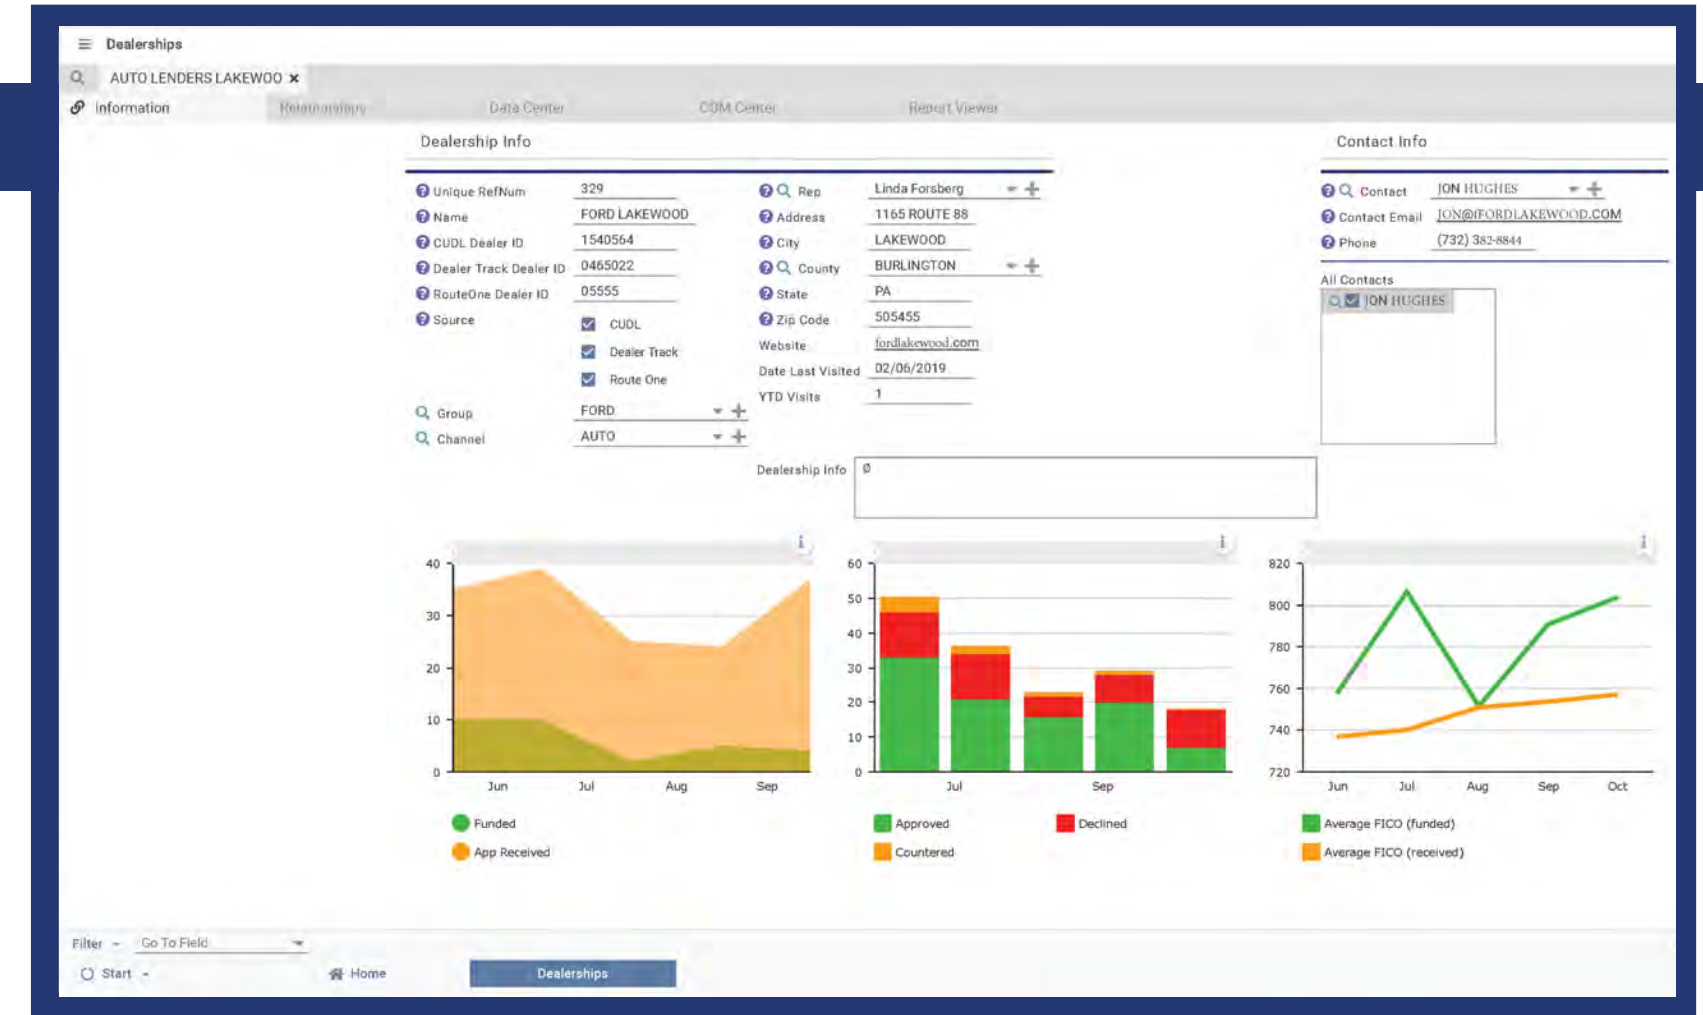 Dealerships
AUTO LENDERS LAKEWOO ×
Information Relationships Data Center COM Center Report Viewer
Dealership Info
Contact Info
Unique RefNum 329
Name FORD LAKEWOOD
CUDL Dealer ID 1540564
Dealer Track Dealer ID 0465022
RouteOne Dealer ID 05555
Source
CUDL
Dealer Track
Route One
Group FORD
Channel AUTO
Rep Linda Forsberg
Address 1165 ROUTE 88
City LAKEWOOD
County BURLINGTON
State PA
Zip Code 505455
Website fordlakewood.com
Date Last Visited 02/06/2019
YTD Visits 1
Dealership Info Ø
Contact JON HUGHES
Contact Email JON@fFORDLAKEWOOD.COM
Phone (732) 382-8844
All Contacts
JON HUGHES
i
40
30
20
10
0
Jun Jul Aug Sep
Funded
App Received
i
60
50
40
30
20
10
0
Jul Sep
Approved Declined
Countered
i
820
800
780
760
740
720
Jun Jul Aug Sep Oct
Average FICO (funded)
Average FICO (received)
Filter Go To Field
Start Home Dealerships